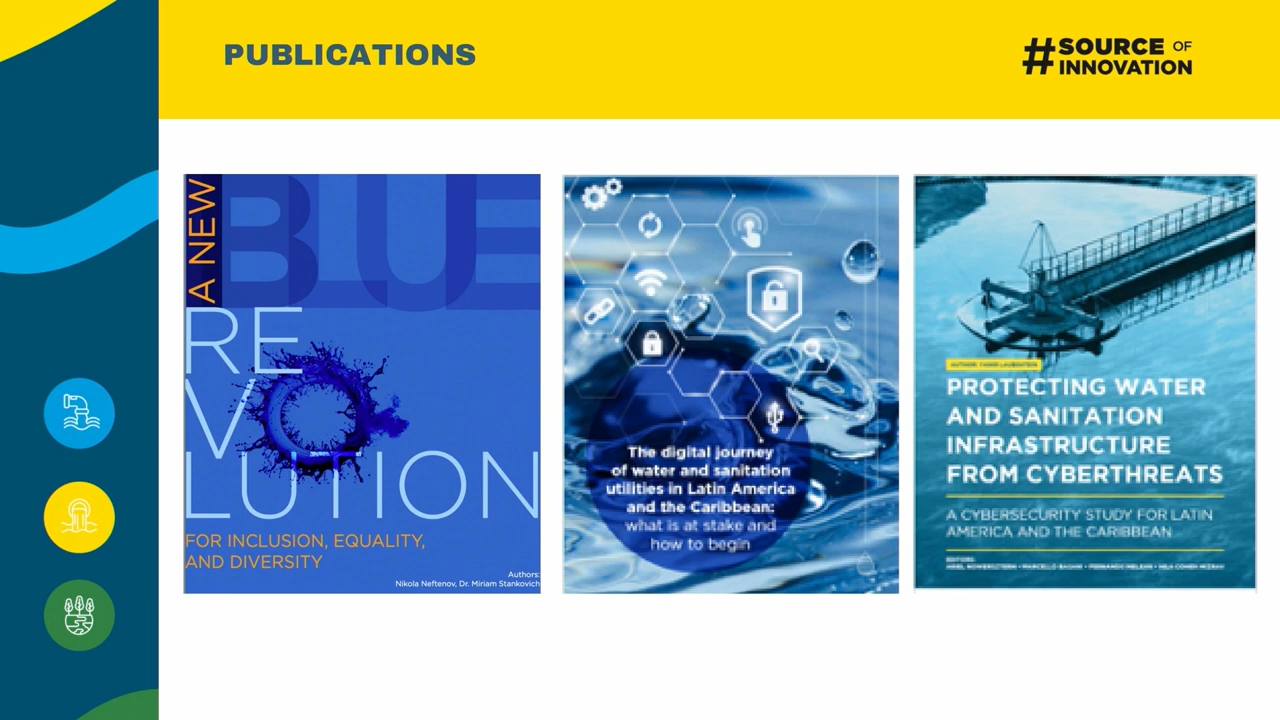 PUBLICATIONS
#SOURCE OF
INNOVATION
A NEW
BLUE
RE
V
LUTION
FOR INCLUSION, EQUALITY,
AND DIVERSITY
Authors:
Nikola Neftenov, Dr. Miriam Stankovich
The digital journey
of water and sanitation
utilities in Latin America
and the Caribbean:
what is at stake and
how to begin
PROTECTING WATER
AND SANITATION
INFRASTRUCTURE
FROM CYBERTHREATS
A CYBERSECURITY STUDY FOR LATIN
AMERICA AND THE CARIBBEAN
EDITORS: